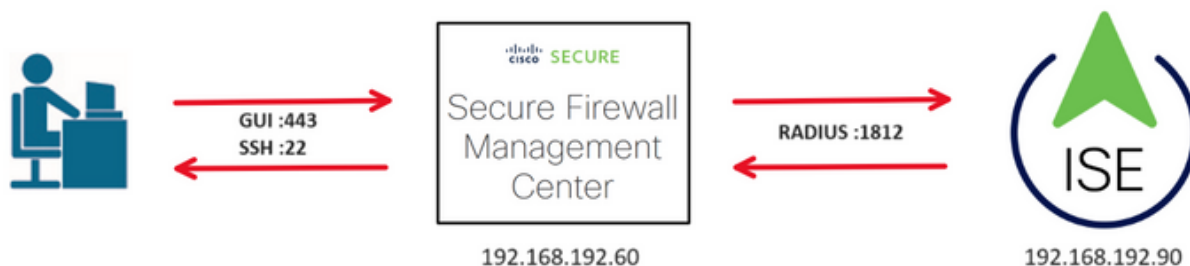 GUI :443
SSH :22
CISCO SECURE
Secure Firewall
Management
Center
192.168.192.60
RADIUS :1812
ISE
192.168.192.90